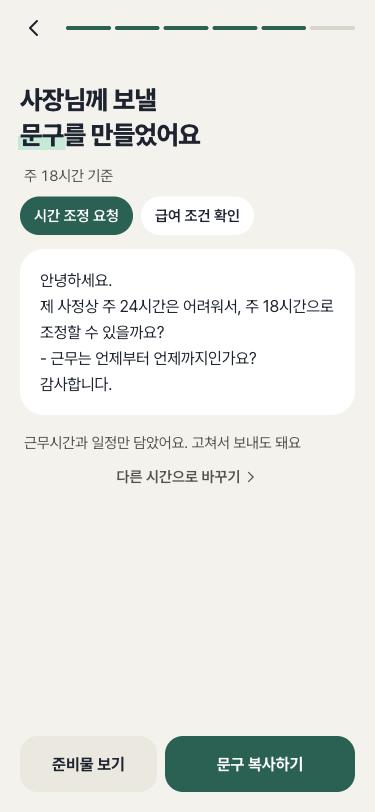 사장님께 보낼
문구를 만들었어요
주 18시간 기준
시간 조정 요청
급여 조건 확인
안녕하세요.
제 사정상 주 24시간은 어려워서, 주 18시간으로
조정할 수 있을까요?
- 근무는 언제부터 언제까지인가요?
감사합니다.
근무시간과 일정만 담았어요. 고쳐서 보내도 돼요
다른 시간으로 바꾸기
준비물 보기
문구 복사하기